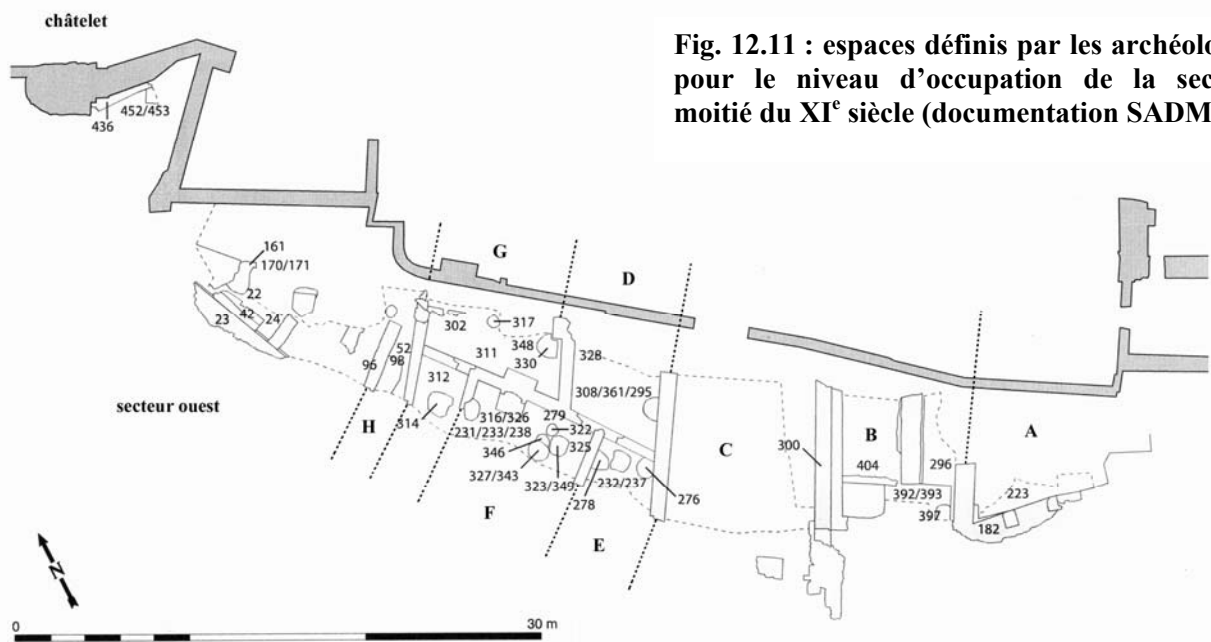 châtelet
Fig. 12.11 : espaces définis par les archéolo
pour le niveau d’occupation de la sec
moitié du XIe siècle (documentation SADM
452/453
436
161
170/171
22
42
23
24
G
D
302
317
348
330
311
328
52
98
96
312
308/361/295
secteur ouest
H
314
316/326
279
322
231/233/238
325
346
327/343
323/349
232/237
278
276
F
E
C
300
B
A
404
296
392/393
397
223
182
N
0
30 m